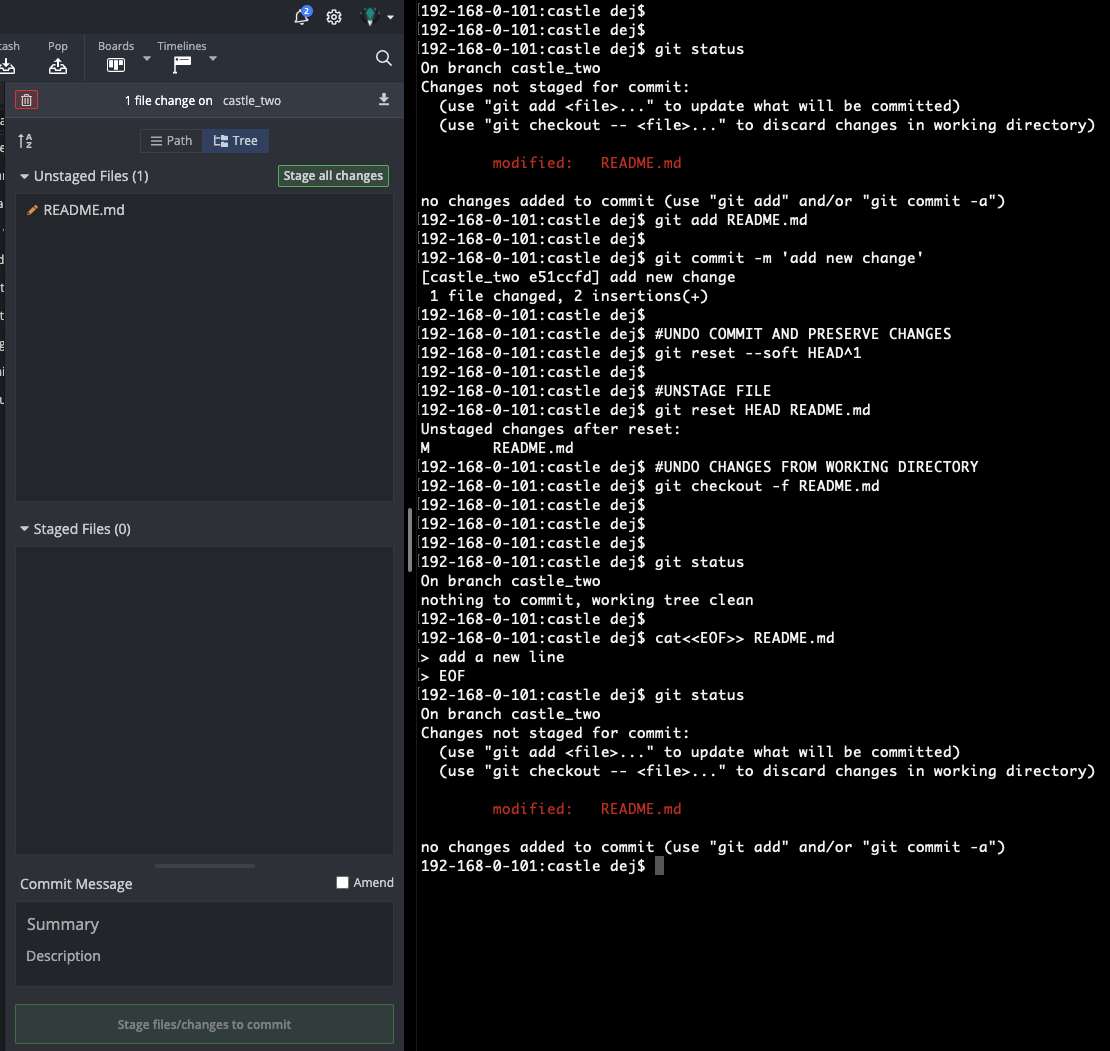 2
Pop
Boards
Timelines
1 file change on castle_two
Path
Tree
Unstaged Files (1)
Stage all changes
README.md
Staged Files (0)
Commit Message
Amend
Summary
Description
Stage files/changes to commit
[192-168-0-101:castle dej$
[192-168-0-101:castle dej$
[192-168-0-101:castle dej$ git status
On branch castle_two
Changes not staged for commit:
(use "git add <file>..." to update what will be committed)
(use "git checkout -- <file>..." to discard changes in working directory)
modified: README.md
no changes added to commit (use "git add" and/or "git commit -a")
[192-168-0-101:castle dej$ git add README.md
[192-168-0-101:castle dej$
[192-168-0-101:castle dej$ git commit -m 'add new change'
[castle_two e51ccfd] add new change
1 file changed, 2 insertions(+)
[192-168-0-101:castle dej$
[192-168-0-101:castle dej$ #UNDO COMMIT AND PRESERVE CHANGES
[192-168-0-101:castle dej$ git reset --soft HEAD^1
[192-168-0-101:castle dej$
[192-168-0-101:castle dej$ #UNSTAGE FILE
[192-168-0-101:castle dej$ git reset HEAD README.md
Unstaged changes after reset:
M README.md
[192-168-0-101:castle dej$ #UNDO CHANGES FROM WORKING DIRECTORY
[192-168-0-101:castle dej$ git checkout -f README.md
[192-168-0-101:castle dej$
[192-168-0-101:castle dej$
[192-168-0-101:castle dej$
[192-168-0-101:castle dej$ git status
On branch castle_two
nothing to commit, working tree clean
[192-168-0-101:castle dej$
[192-168-0-101:castle dej$ cat<<EOF>> README.md
[> add a new line
[> EOF
[192-168-0-101:castle dej$ git status
On branch castle_two
Changes not staged for commit:
(use "git add <file>..." to update what will be committed)
(use "git checkout -- <file>..." to discard changes in working directory)
modified: README.md
no changes added to commit (use "git add" and/or "git commit -a")
192-168-0-101:castle dej$